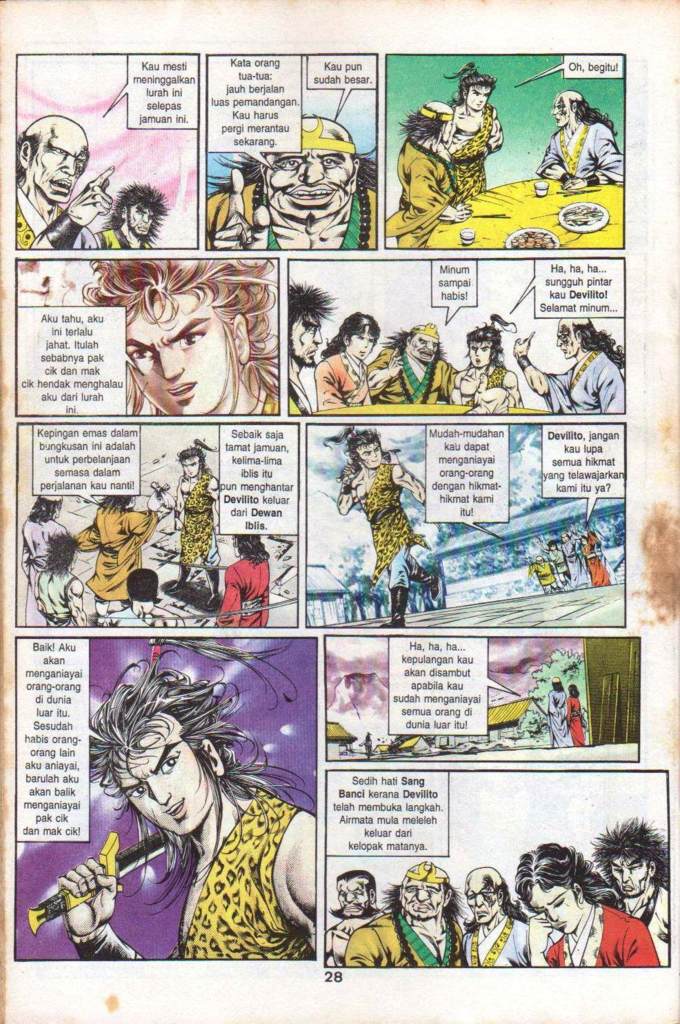 Kau mesti
meninggalkan
lurah ini
selepas
jamuan ini.
Kata orang
tua-tua:
jauh berjalan
luas pemandangan.
Kau harus
pergi merantau
sekarang.
Kau pun
sudah besar.
Oh, begitu!
Aku tahu, aku
ini terlalu
jahat. Itulah
sebabnya pak
cik dan mak
cik hendak menghalau
aku dari lurah
ini.
Minum
sampai
habis!
Ha, ha, ha...
sungguh pintar
kau Devilito!
Selamat minum...
Kepingan emas dalam
bungkusan ini adalah
untuk perbelanjaan
semasa dalam
perjalanan kau nanti!
Sebaik saja
tamat jamuan,
kelima-lima
iblis itu
pun menghantar
Devilito keluar
dari Dewan
Iblis.
Mudah-mudahan
kau dapat
menganiayai
orang-orang
dengan hikmat-
hikmat kami
itu!
Devilito, jangan
kau lupa
semua hikmat
yang telawajarkan
kami itu ya?
Baik! Aku
akan
menganiayai
orang-orang
di dunia
luar itu.
Sesudah
habis orang-
orang lain
aku aniayai,
barulah aku
akan balik
menganiayai
pak cik
dan mak cik!
Ha, ha, ha...
kepulangan kau
akan disambut
apabila kau
sudah menganiayai
semua orang di
dunia luar itu!
Sedih hati Sang
Banci kerana Devilito
telah membuka langkah.
Airmata mula meleleh
keluar dari
kelopak matanya.
28